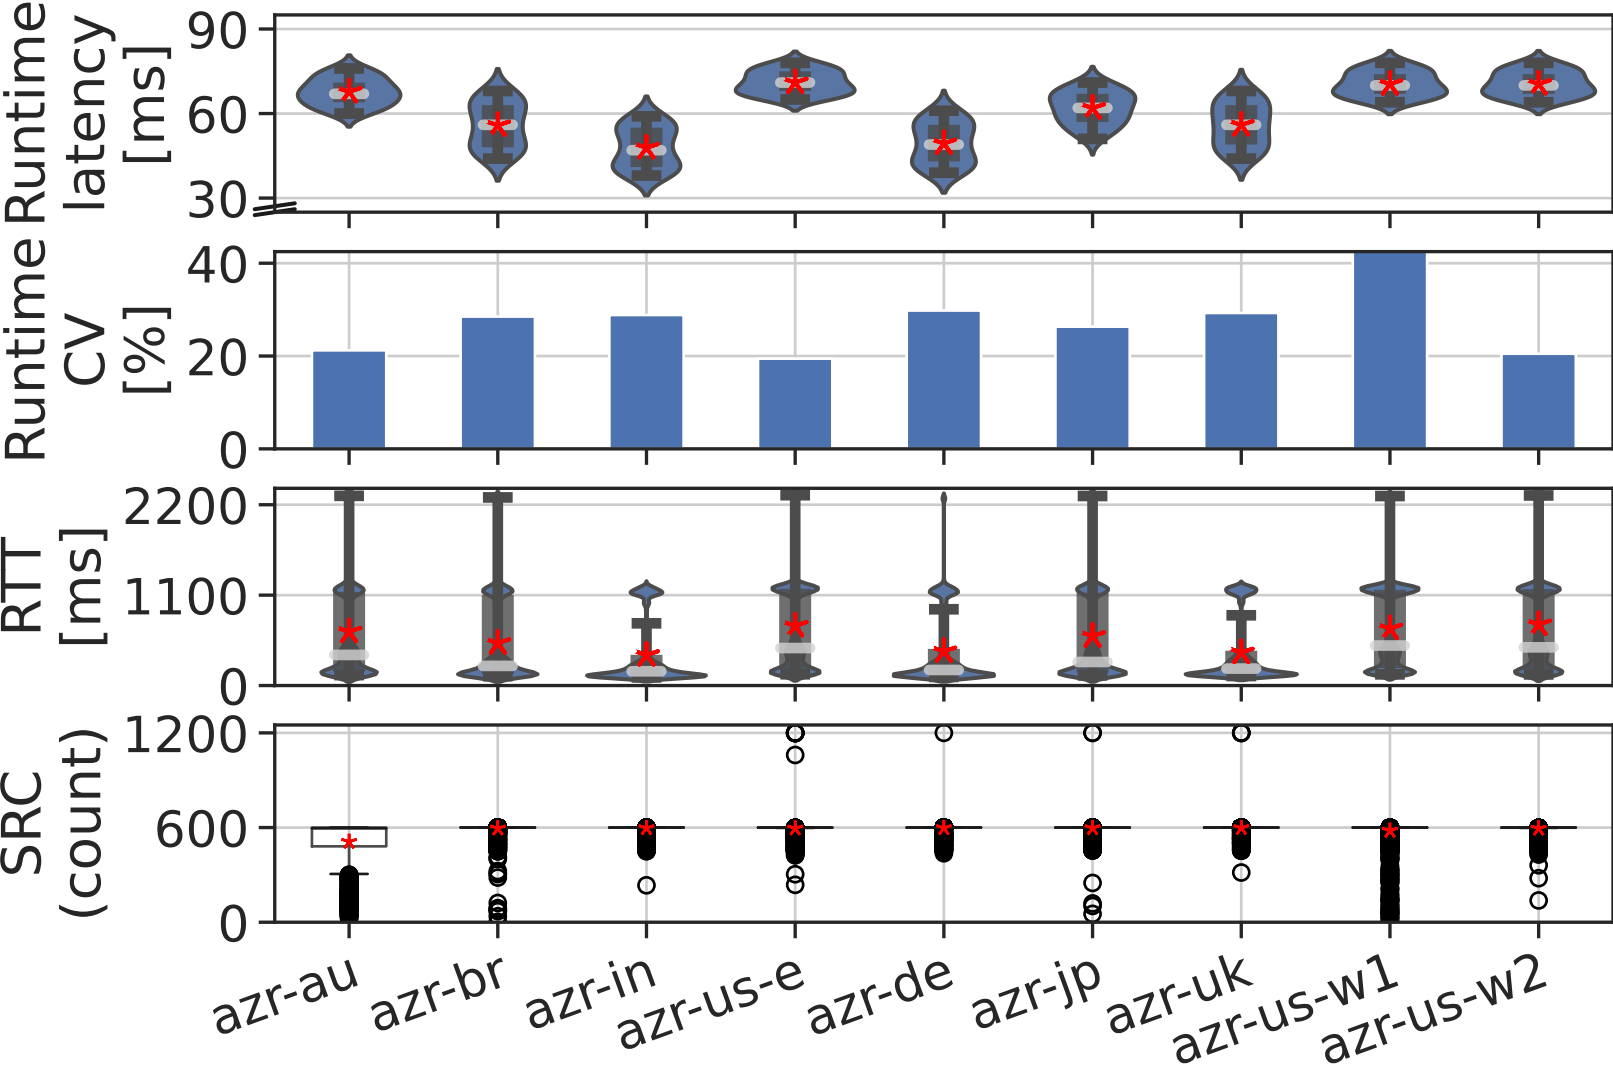 Runtime
latency
[ms]
90
60
30
Runtime
CV
[%]
40
20
0
RTT
[ms]
2200
1100
0
SRC
(count)
1200
600
0
azr-au
azr-br
azr-in
azr-us-e
azr-de
azr-jp
azr-uk
azr-us-w1
azr-us-w2